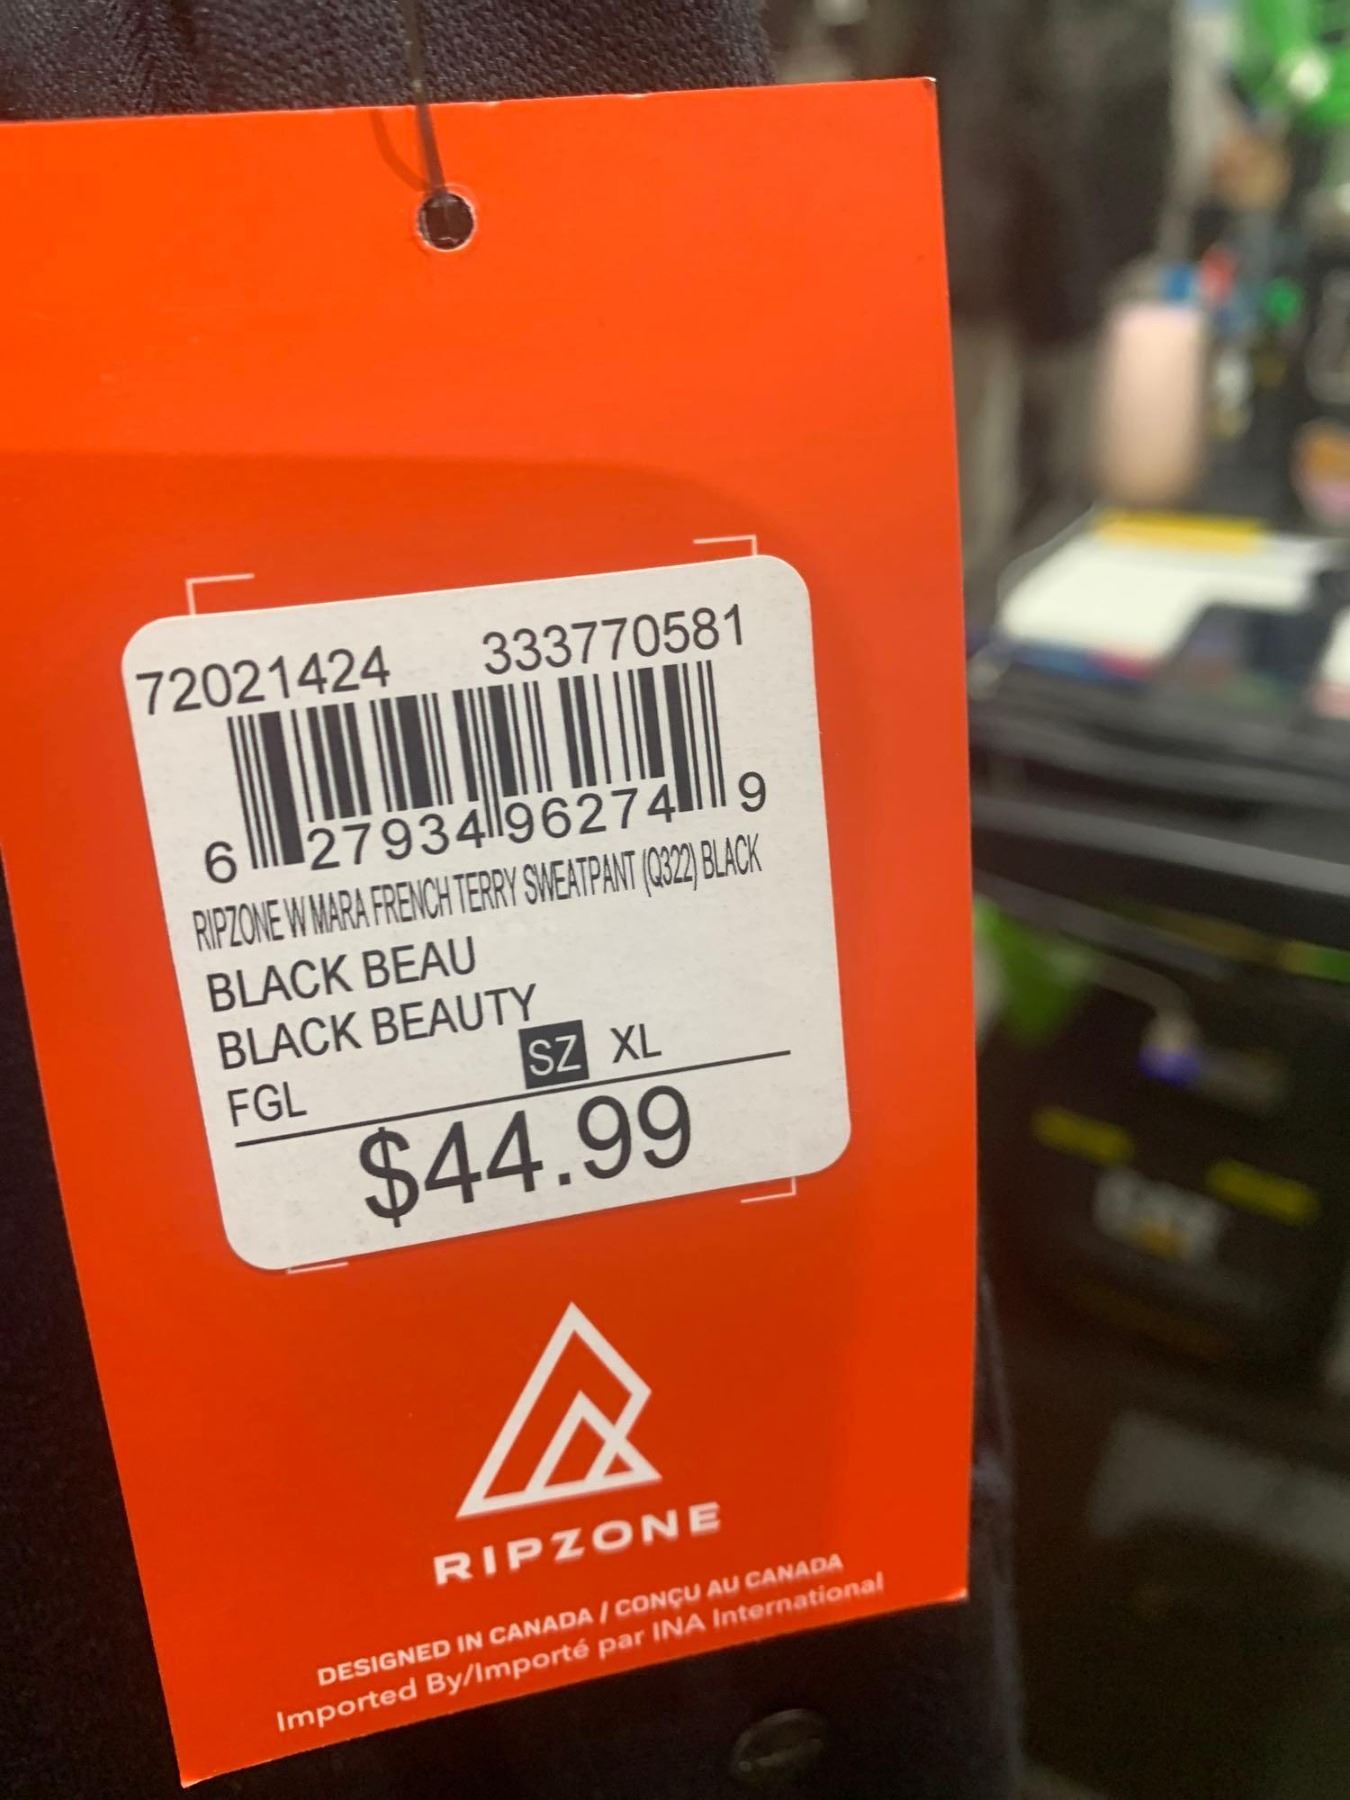 72021424 333770581
6 27934 96274 9
RIPZONE W MARA FRENCH TERRY SWEATPANT (Q322) BLACK
BLACK BEAU
BLACK BEAUTY
FGL SZ XL
$44.99
RIPZONE
DESIGNED IN CANADA / CONÇU AU CANADA
Imported By/Importé par INA International